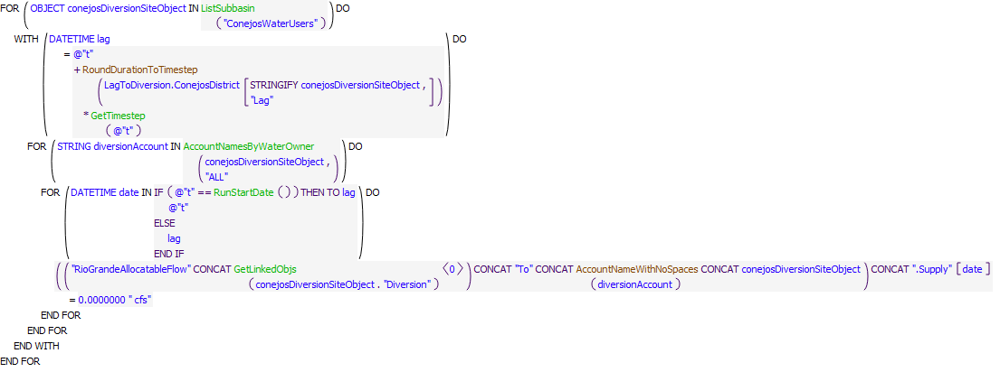 FOR ( OBJECT conejosDiversionSiteObject IN ListSubbasin ) DO
( "ConejosWaterUsers" )
WITH ( DATETIME lag ) DO
= @"t"
+ RoundDurationToTimestep
( LagToDiversion.ConejosDistrict [ STRINGIFY conejosDiversionSiteObject , ] )
"Lag"
* GetTimestep
( @"t" )
FOR ( STRING diversionAccount IN AccountNamesByWaterOwner ) DO
( conejosDiversionSiteObject , )
"ALL"
FOR ( DATETIME date IN IF ( @"t" == RunStartDate ( ) ) THEN TO lag ) DO
@"t"
ELSE
lag
END IF
( ( "RioGrandeAllocatableFlow" CONCAT GetLinkedObjs < 0 > ) CONCAT "To" CONCAT AccountNameWithNoSpaces CONCAT conejosDiversionSiteObject ) CONCAT ".Supply" [ date ]
( conejosDiversionSiteObject . "Diversion" ) ( diversionAccount )
= 0.0000000 " cfs"
END FOR
END FOR
END WITH
END FOR